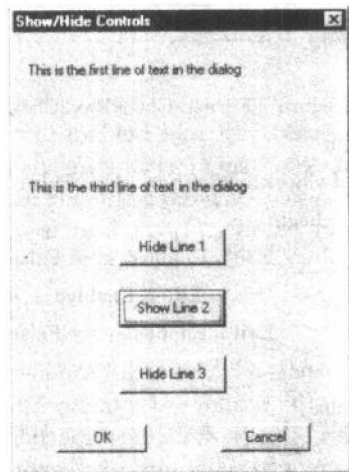 Show/Hide Controls
This is the first line of text in the dialog
This is the third line of text in the dialog
Hide Line 1
Show Line 2
Hide Line 3
OK Cancel